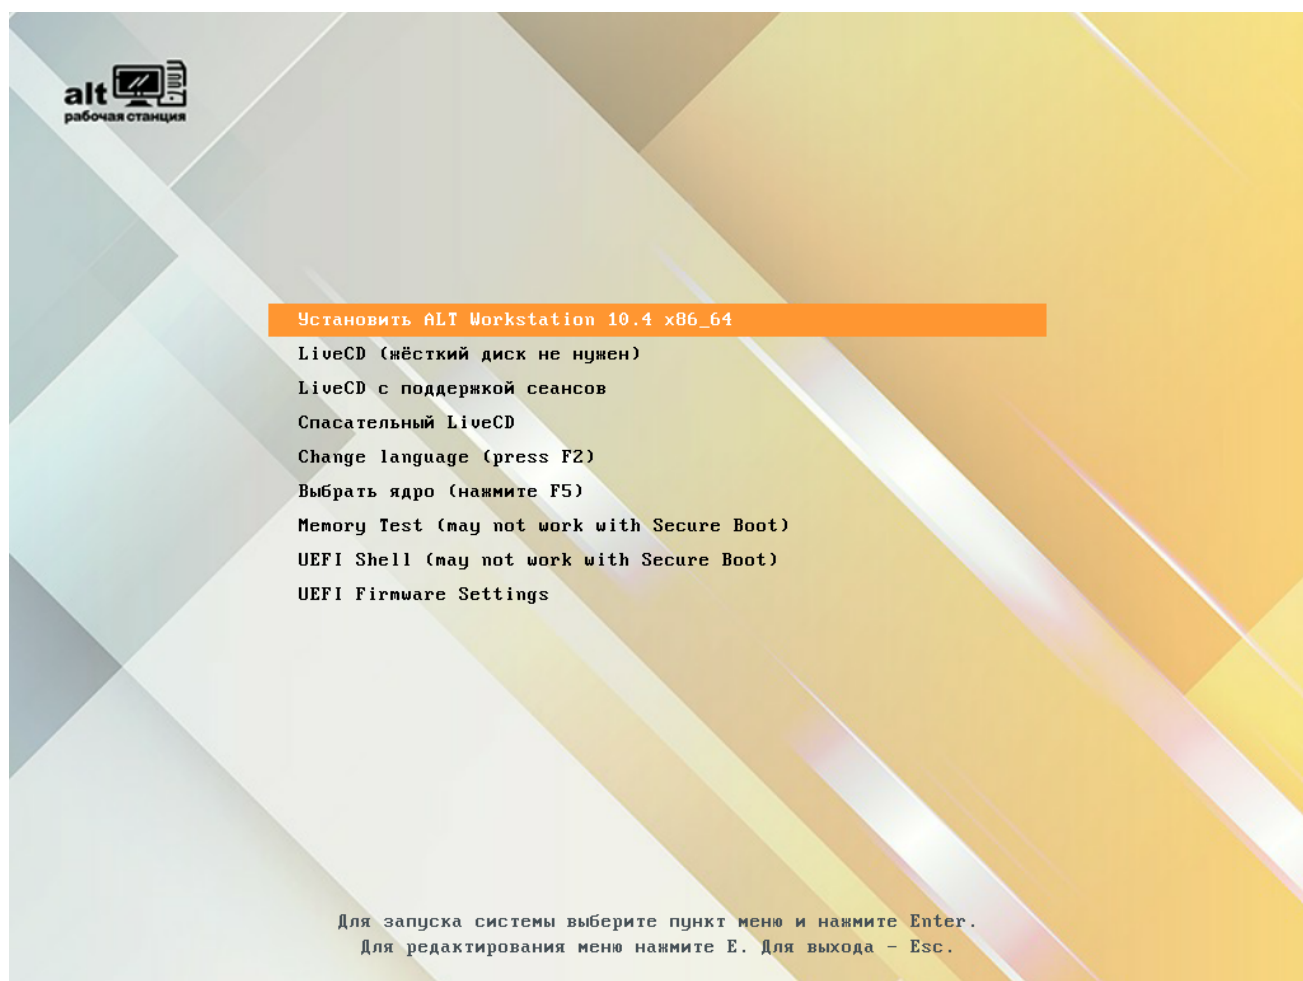 alt
рабочая станция
Установить ALT Workstation 10.4 x86_64
LiveCD (жёсткий диск не нужен)
LiveCD с поддержкой сеансов
Спасательный LiveCD
Change language (press F2)
Выбрать ядро (нажмите F5)
Memory Test (may not work with Secure Boot)
UEFI Shell (may not work with Secure Boot)
UEFI Firmware Settings
Для запуска системы выберите пункт меню и нажмите Enter.
Для редактирования меню нажмите E. Для выхода - Esc.